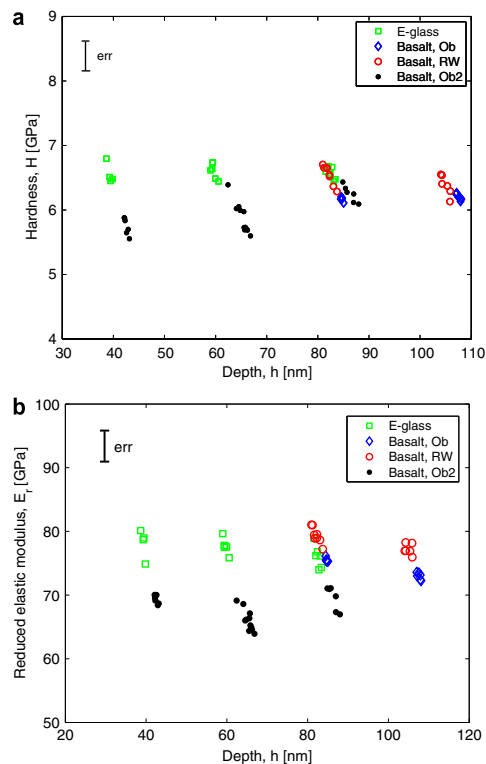 a
9
8
7
6
5
4
Hardness, H [GPa]
err
E-glass
Basalt, Ob
Basalt, RW
Basalt, Ob2
30 40 50 60 70 80 90 100 110
Depth, h [nm]
b
100
90
80
70
60
50
Reduced elastic modulus, Er [GPa]
err
E-glass
Basalt, Ob
Basalt, RW
Basalt, Ob2
20 40 60 80 100 120
Depth, h [nm]